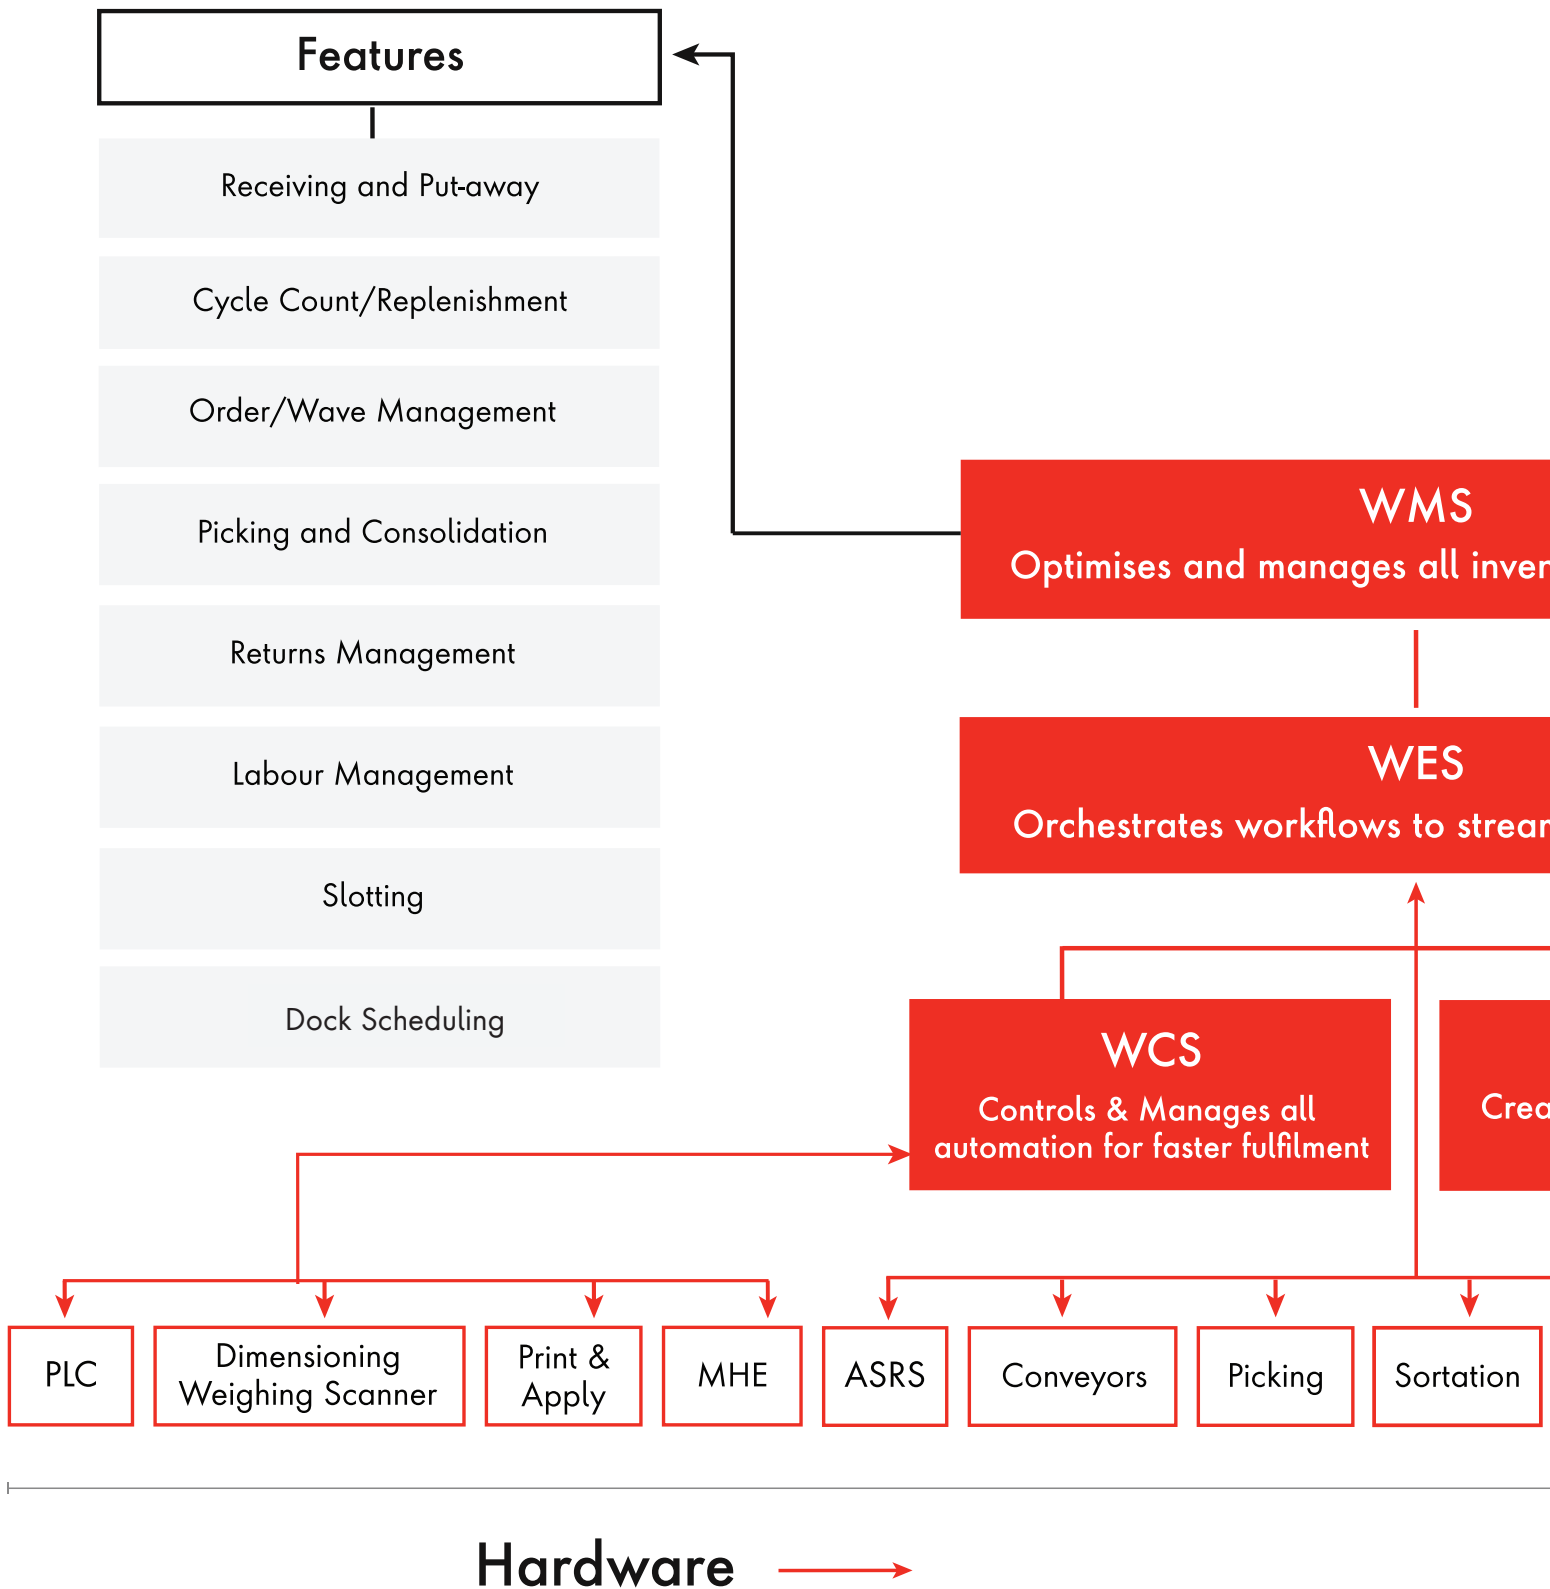 Features
Receiving and Put-away
Cycle Count/Replenishment
Order/Wave Management
Picking and Consolidation
Returns Management
Labour Management
Slotting
Dock Scheduling
WMS
Optimises and manages all inven
WES
Orchestrates workflows to stream
WCS
Controls & Manages all
automation for faster fulfilment
Crea
PLC
Dimensioning
Weighing Scanner
Print &
Apply
MHE
ASRS
Conveyors
Picking
Sortation
Hardware